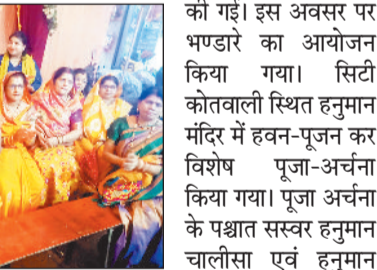 की गई। इस अवसर पर
भण्डारे का आयोजन
किया गया। सिटी
कोतवाली स्थित हनुमान
मंदिर में हवन-पूजन कर
विशेष पूजा-अर्चना
किया गया। पूजा अर्चना
के पश्चात सस्वर हनुमान
चालीसा एवं हनुमान